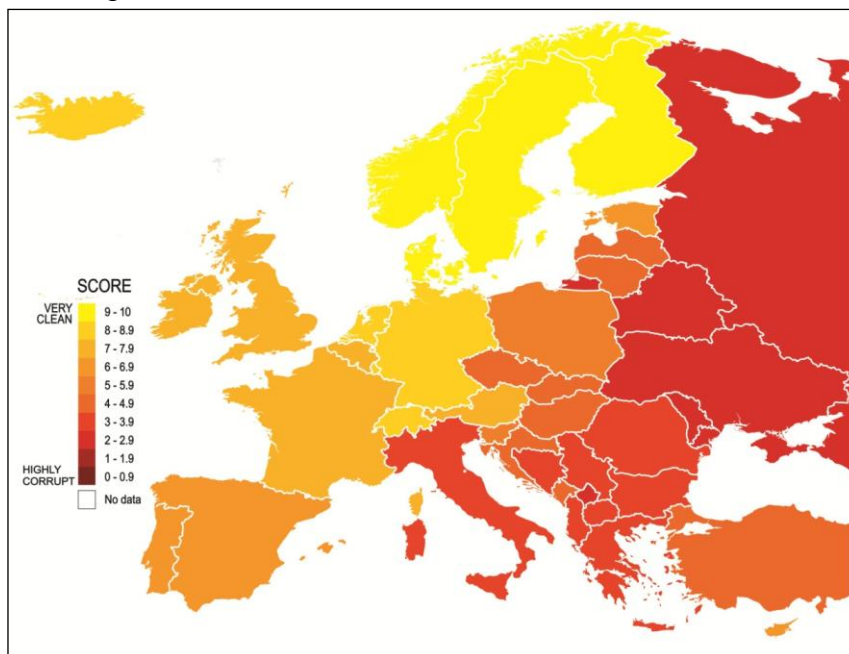 SCORE
VERY
CLEAN
9 - 10
8 - 8.9
7 - 7.9
6 - 6.9
5 - 5.9
4 - 4.9
3 - 3.9
2 - 2.9
1 - 1.9
HIGHLY
CORRUPT
0 - 0.9
No data